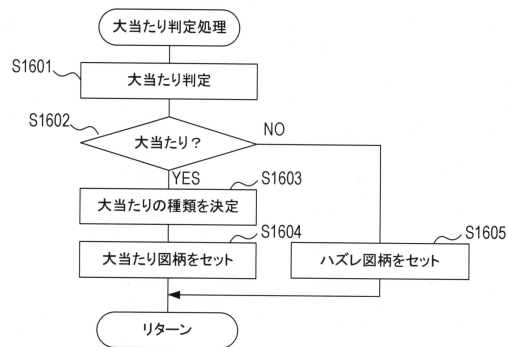 大当たり判定処理
S1601
大当たり判定
S1602
大当たり？
NO
YES
S1603
大当たりの種類を決定
S1604
大当たり図柄をセット
S1605
ハズレ図柄をセット
リターン